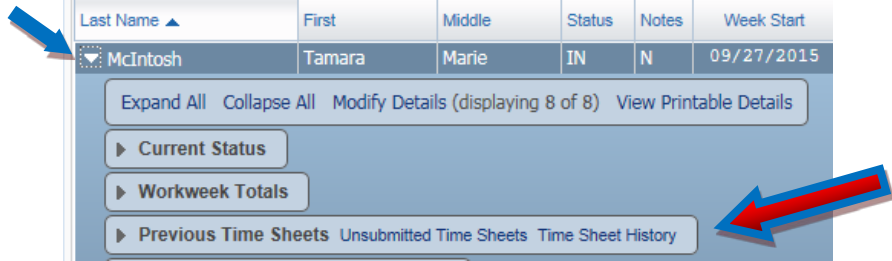 Last Name First Middle Status Notes Week Start
McIntosh Tamara Marie IN N 09/27/2015
Expand All Collapse All Modify Details (displaying 8 of 8) View Printable Details
Current Status
Workweek Totals
Previous Time Sheets Unsubmitted Time Sheets Time Sheet History